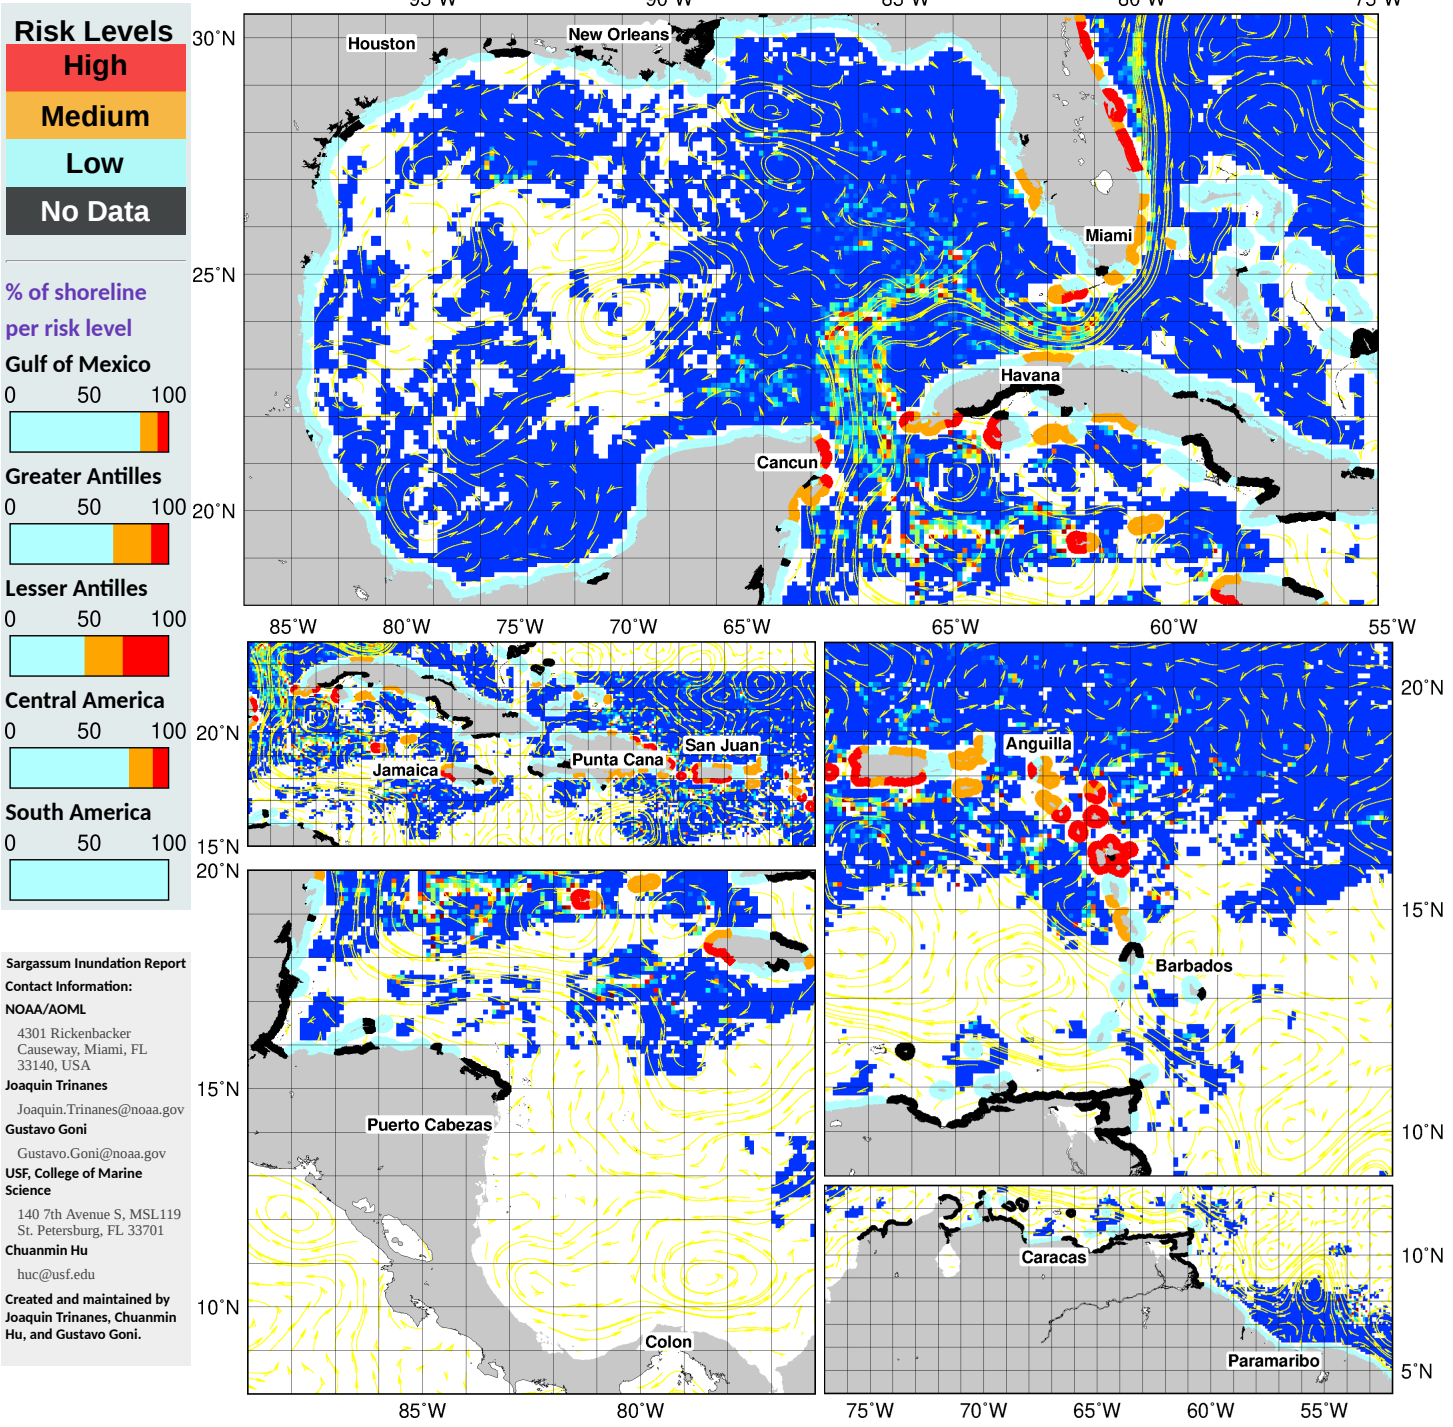 Risk Levels
High
Medium
Low
No Data
% of shoreline
per risk level
Gulf of Mexico
0 50 100
Greater Antilles
0 50 100
Lesser Antilles
0 50 100
Central America
0 50 100
South America
0 50 100
Sargassum Inundation Report
Contact Information:
NOAA/AOML
4301 Rickenbacker
Causeway, Miami, FL
33140, USA
Joaquin Trinanes
Joaquin.Trinanes@noaa.gov
Gustavo Goni
Gustavo.Goni@noaa.gov
USF, College of Marine
Science
140 7th Avenue S, MSL119
St. Petersburg, FL 33701
Chuanmin Hu
huc@usf.edu
Created and maintained by
Joaquin Trinanes, Chuanmin
Hu, and Gustavo Goni.
95˚W 90˚W 85˚W 80˚W 75˚W
30˚N
25˚N
20˚N
Houston
New Orleans
Miami
Havana
Cancun
85˚W 80˚W 75˚W 70˚W 65˚W
20˚N
15˚N
Jamaica
Punta Cana
San Juan
65˚W 60˚W 55˚W
20˚N
15˚N
10˚N
Anguilla
Barbados
20˚N
15˚N
10˚N
Puerto Cabezas
Colon
85˚W 80˚W
Caracas
Paramaribo
10˚N
5˚N
75˚W 70˚W 65˚W 60˚W 55˚W